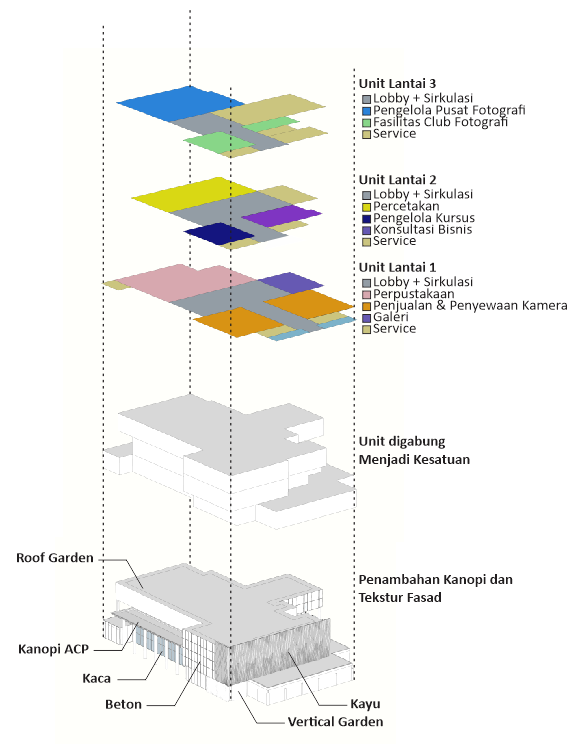 Unit Lantai 3
Lobby + Sirkulasi
Pengelola Pusat Fotografi
Fasilitas Club Fotografi
Service
Unit Lantai 2
Lobby + Sirkulasi
Percetakan
Pengelola Kursus
Konsultasi Bisnis
Service
Unit Lantai 1
Lobby + Sirkulasi
Perpustakaan
Penjualan & Penyewaan Kamera
Galeri
Service
Unit digabung
Menjadi Kesatuan
Roof Garden
Penambahan Kanopi dan
Tekstur Fasad
Kanopi ACP
Kaca
Beton
Kayu
Vertical Garden